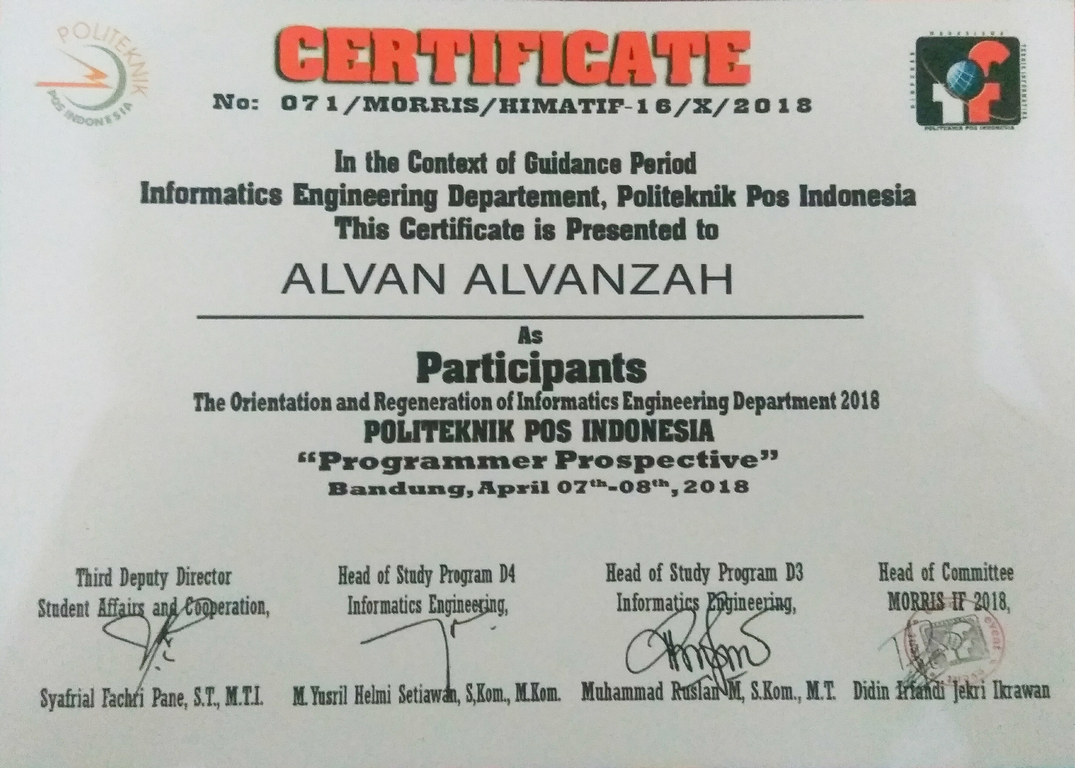 POLITEKNIK
POS INDONESIA
CERTIFICATE
No: 071/MORRIS/HIMATIF-16/X/2018
POLITEKNIK POS INDONESIA
In the Context of Guidance Period
Informatics Engineering Departement, Politeknik Pos Indonesia
This Certificate is Presented to
ALVAN ALVANZAH
As
Participants
The Orientation and Regeneration of Informatics Engineering Department 2018
POLITEKNIK POS INDONESIA
“Programmer Prospective”
Bandung, April 07th-08th, 2018
Third Deputy Director
Student Affairs and Cooperation,
Syafrial Fachri Pane, S.T., M.T.I.
Head of Study Program D4
Informatics Engineering,
M. Yusril Helmi Setiawan, S,Kom., M.Kom.
Head of Study Program D3
Informatics Engineering,
Muhammad Ruslan M, S.Kom., M.T.
Head of Committee
MORRIS IF 2018,
event
Didin Irfandi Jekri Ikrawan